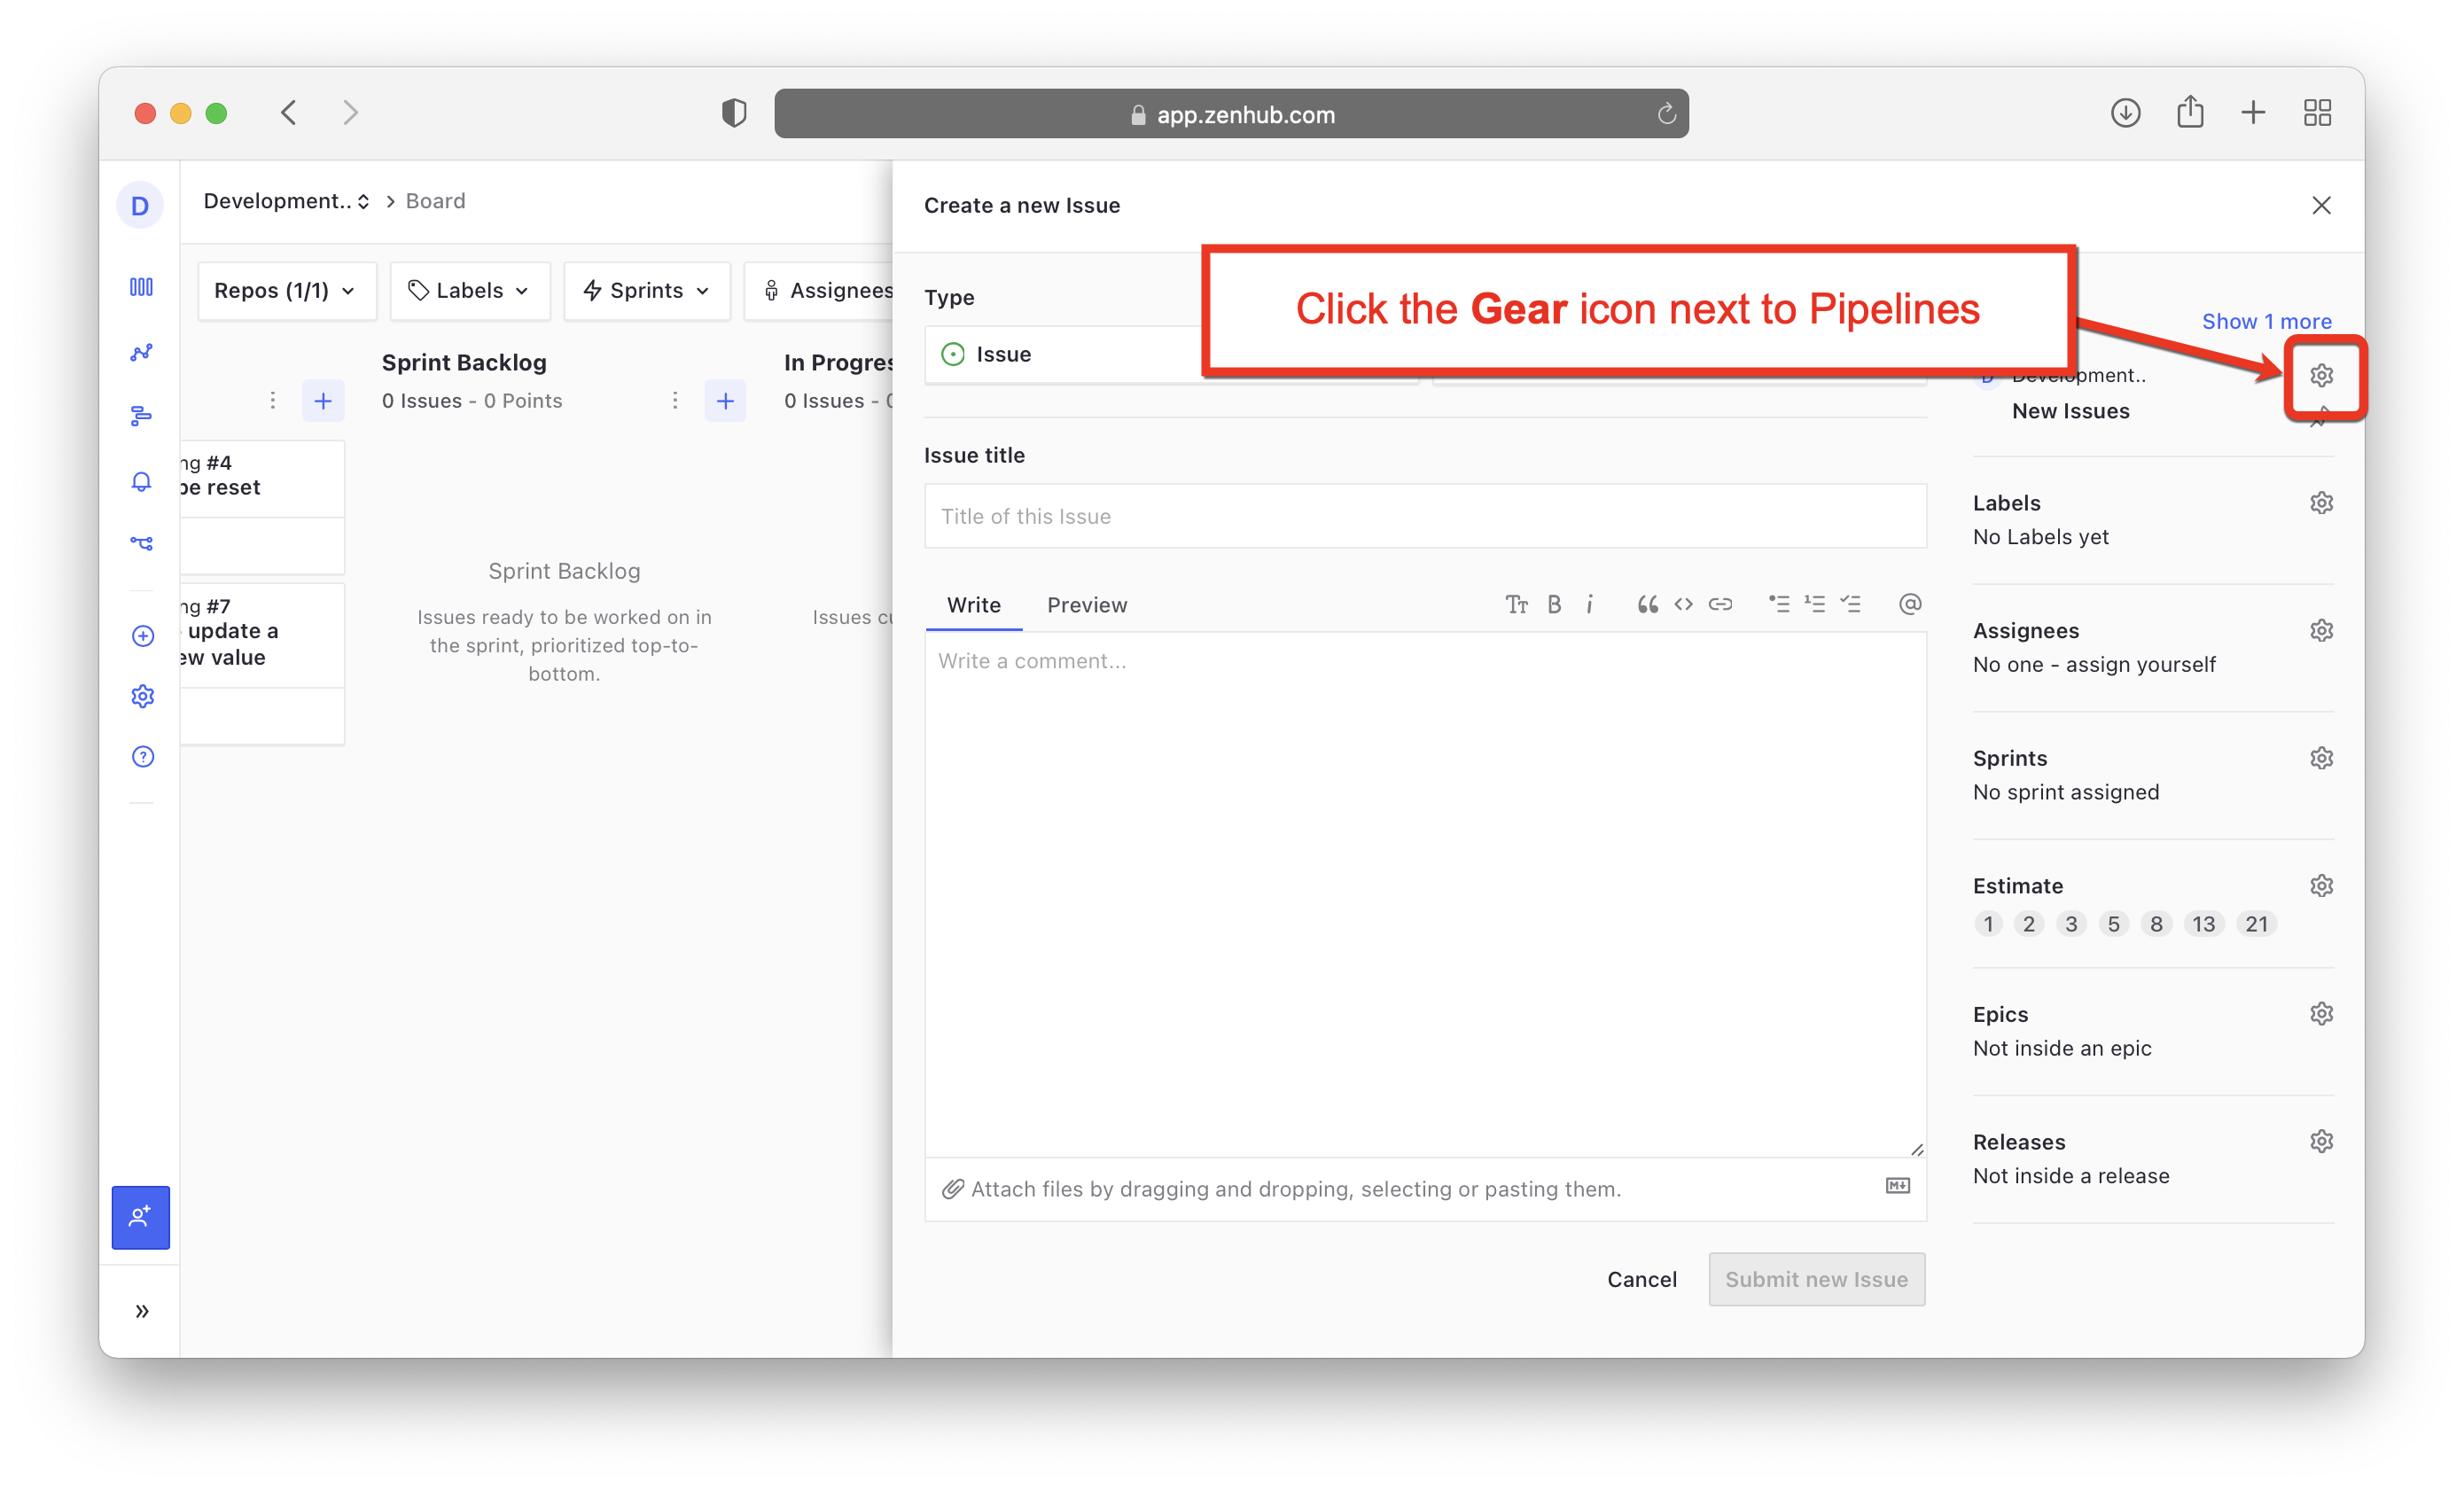 app.zenhub.com
D
Development.. > Board
Create a new Issue
Repos (1/1)
Labels
Sprints
Assignees
Type
Click the Gear icon next to Pipelines
Show 1 more
Issue
Development..
New Issues
Sprint Backlog
0 Issues - 0 Points
In Progres
0 Issues - 0
ng #4
be reset
ng #7
update a
ew value
Sprint Backlog
Issues ready to be worked on in
the sprint, prioritized top-to-
bottom.
Issues cu
Issue title
Title of this Issue
Write
Preview
Write a comment...
Attach files by dragging and dropping, selecting or pasting them.
Cancel
Submit new Issue
Labels
No Labels yet
Assignees
No one - assign yourself
Sprints
No sprint assigned
Estimate
1 2 3 5 8 13 21
Epics
Not inside an epic
Releases
Not inside a release